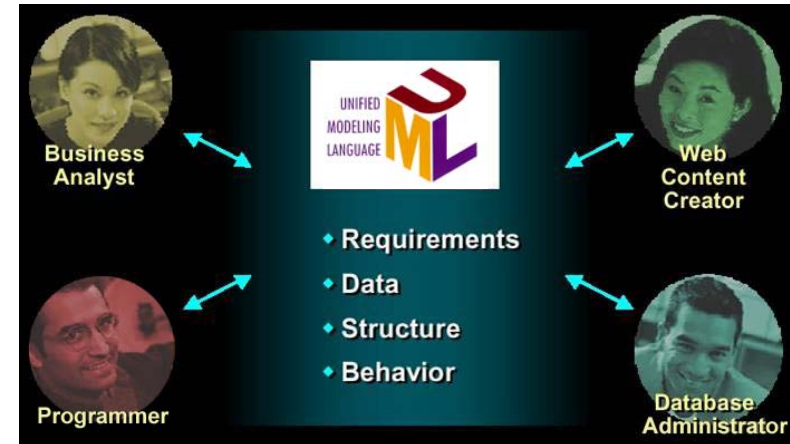 UNIFIED
MODELING
LANGUAGE
UML
Business
Analyst
Web
Content
Creator
Requirements
Data
Structure
Behavior
Programmer
Database
Administrator